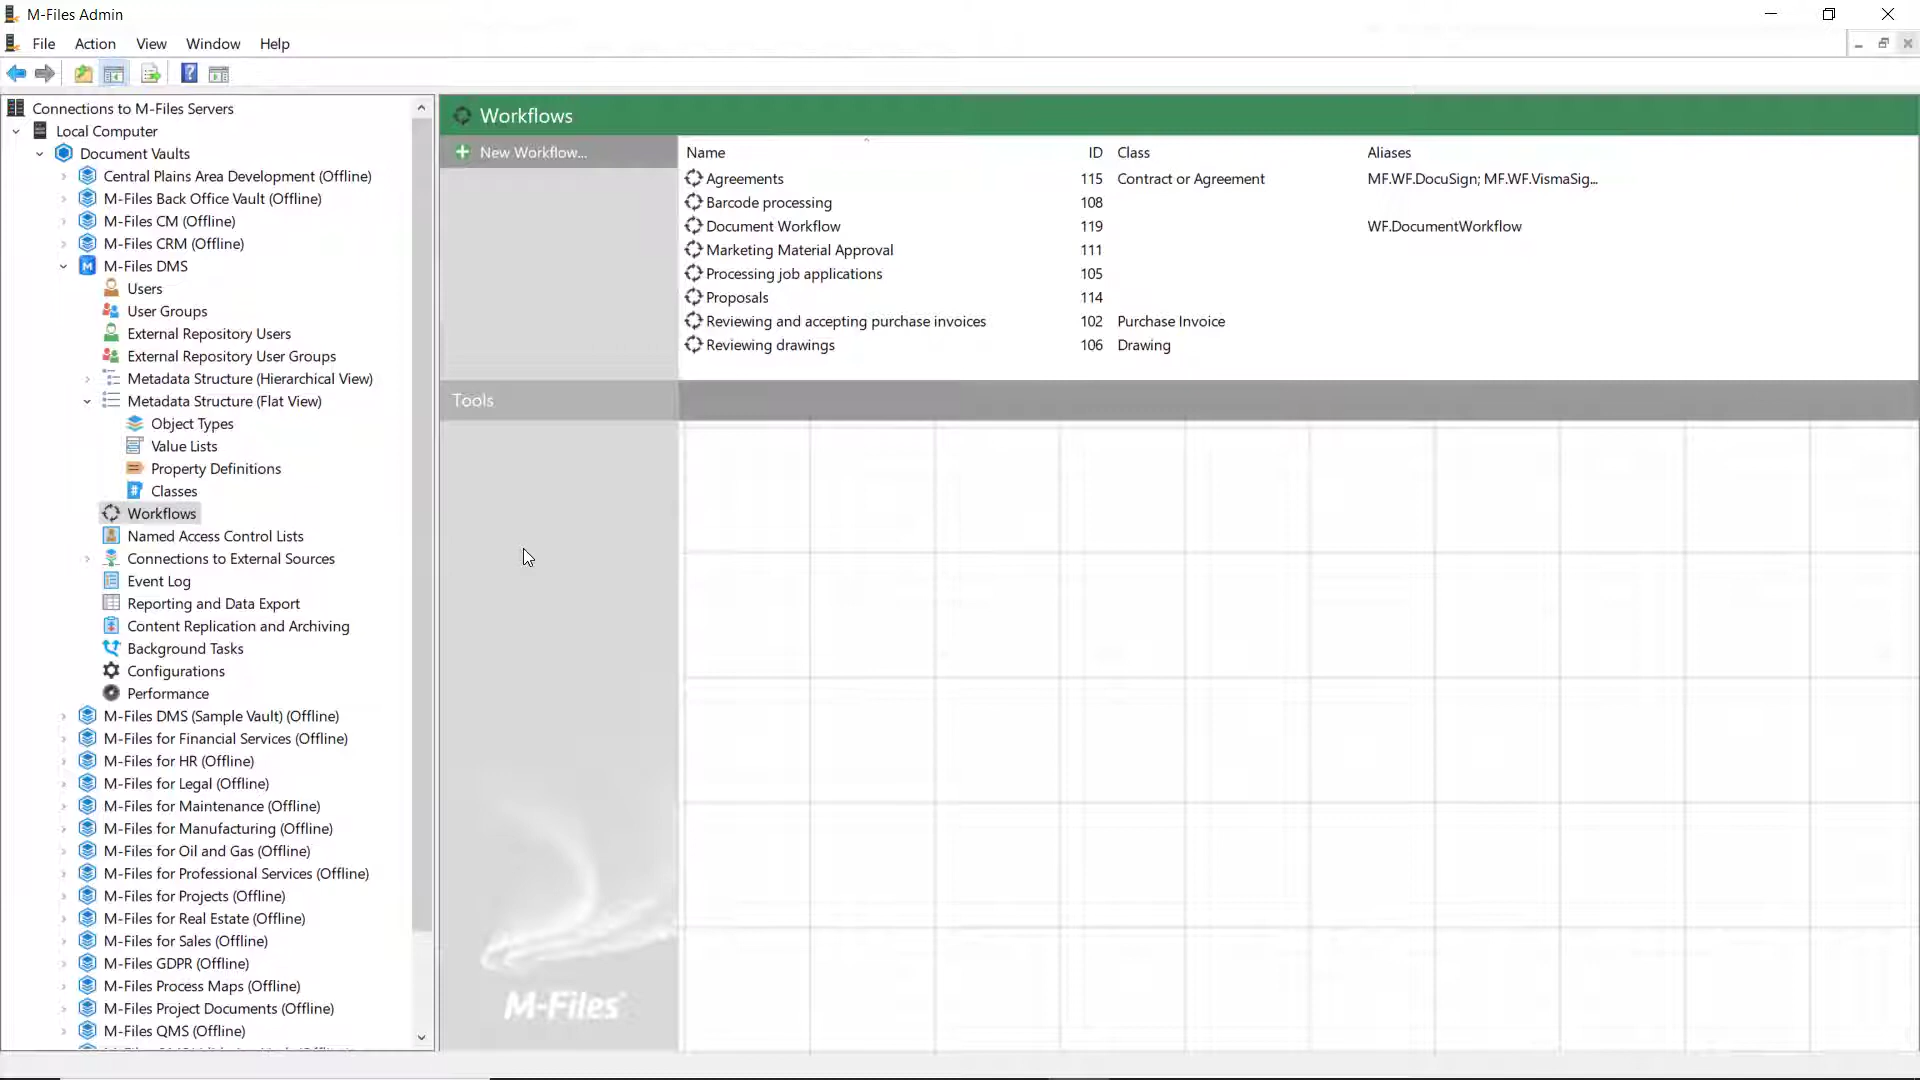 M-Files Admin
File Action View Window Help
Connections to M-Files Servers
Local Computer
Document Vaults
Central Plains Area Development (Offline)
M-Files Back Office Vault (Offline)
M-Files CM (Offline)
M-Files CRM (Offline)
M-Files DMS
Users
User Groups
External Repository Users
External Repository User Groups
Metadata Structure (Hierarchical View)
Metadata Structure (Flat View)
Object Types
Value Lists
Property Definitions
Classes
Workflows
Named Access Control Lists
Connections to External Sources
Event Log
Reporting and Data Export
Content Replication and Archiving
Background Tasks
Configurations
Performance
M-Files DMS (Sample Vault) (Offline)
M-Files for Financial Services (Offline)
M-Files for HR (Offline)
M-Files for Legal (Offline)
M-Files for Maintenance (Offline)
M-Files for Manufacturing (Offline)
M-Files for Oil and Gas (Offline)
M-Files for Professional Services (Offline)
M-Files for Projects (Offline)
M-Files for Real Estate (Offline)
M-Files for Sales (Offline)
M-Files GDPR (Offline)
M-Files Process Maps (Offline)
M-Files Project Documents (Offline)
M-Files QMS (Offline)
Workflows
New Workflow...
Name ID Class Aliases
Agreements 115 Contract or Agreement MF.WF.DocuSign; MF.WF.VismaSig...
Barcode processing 108
Document Workflow 119 WF.DocumentWorkflow
Marketing Material Approval 111
Processing job applications 105
Proposals 114
Reviewing and accepting purchase invoices 102 Purchase Invoice
Reviewing drawings 106 Drawing
Tools
M-Files